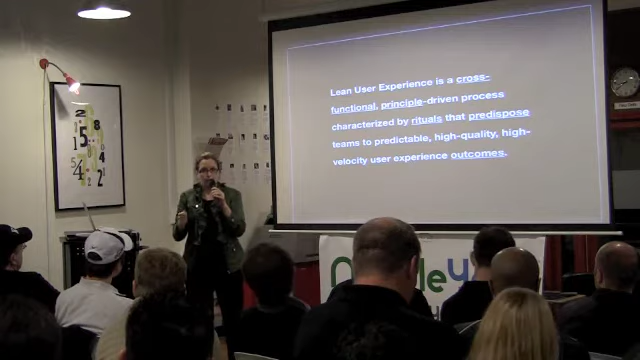 Lean User Experience is a cross-
functional, principle-driven process
characterized by rituals that predispose
teams to predictable, high-quality, high-
velocity user experience outcomes.